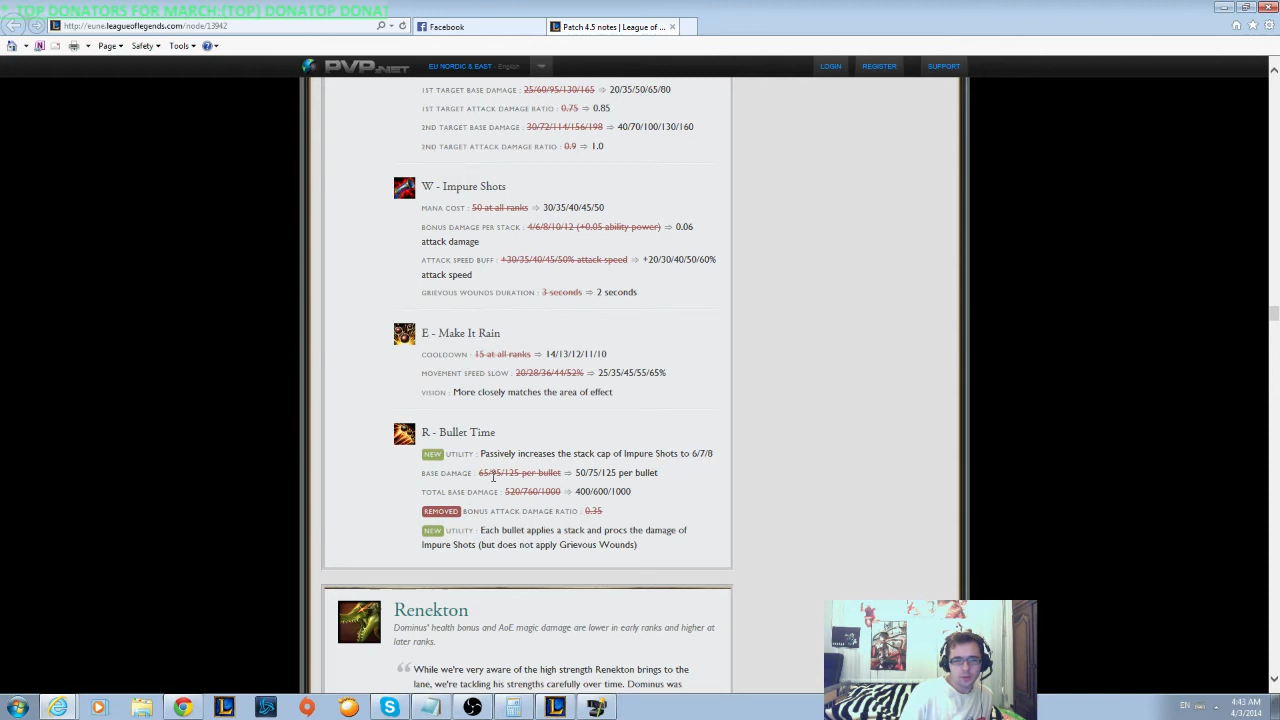 TOP DONATORS FOR MARCH:(TOP) DONATOP DONAT
http://eune.leagueoflegends.com/node/13942
Facebook
Patch 4.5 notes | League of ...
Page
Safety
Tools
PVP.NET
EU NORDIC & EAST - English
LOGIN
REGISTER
SUPPORT
1ST TARGET BASE DAMAGE : 25/60/95/130/165 ⇨ 20/35/50/65/80
1ST TARGET ATTACK DAMAGE RATIO : 0.75 ⇨ 0.85
2ND TARGET BASE DAMAGE : 30/72/114/156/198 ⇨ 40/70/100/130/160
2ND TARGET ATTACK DAMAGE RATIO : 0.9 ⇨ 1.0
W - Impure Shots
MANA COST : 50 at all ranks ⇨ 30/35/40/45/50
BONUS DAMAGE PER STACK : 4/6/8/10/12 (+0.05 ability power) ⇨ 0.06
attack damage
ATTACK SPEED BUFF : +30/35/40/45/50% attack speed ⇨ +20/30/40/50/60%
attack speed
GRIEVOUS WOUNDS DURATION : 3 seconds ⇨ 2 seconds
E - Make It Rain
COOLDOWN : 15 at all ranks ⇨ 14/13/12/11/10
MOVEMENT SPEED SLOW : 20/28/36/44/52% ⇨ 25/35/45/55/65%
VISION : More closely matches the area of effect
R - Bullet Time
NEW UTILITY : Passively increases the stack cap of Impure Shots to 6/7/8
BASE DAMAGE : 65/95/125 per bullet ⇨ 50/75/125 per bullet
TOTAL BASE DAMAGE : 520/760/1000 ⇨ 400/600/1000
REMOVED BONUS ATTACK DAMAGE RATIO : 0.35
NEW UTILITY : Each bullet applies a stack and procs the damage of
Impure Shots (but does not apply Grievous Wounds)
Renekton
Dominus' health bonus and AoE magic damage are lower in early ranks and higher at
later ranks.
While we're very aware of the high strength Renekton brings to the
lane, we're tackling his strengths carefully over time. Dominus was
EN
4:43 AM
4/3/2014